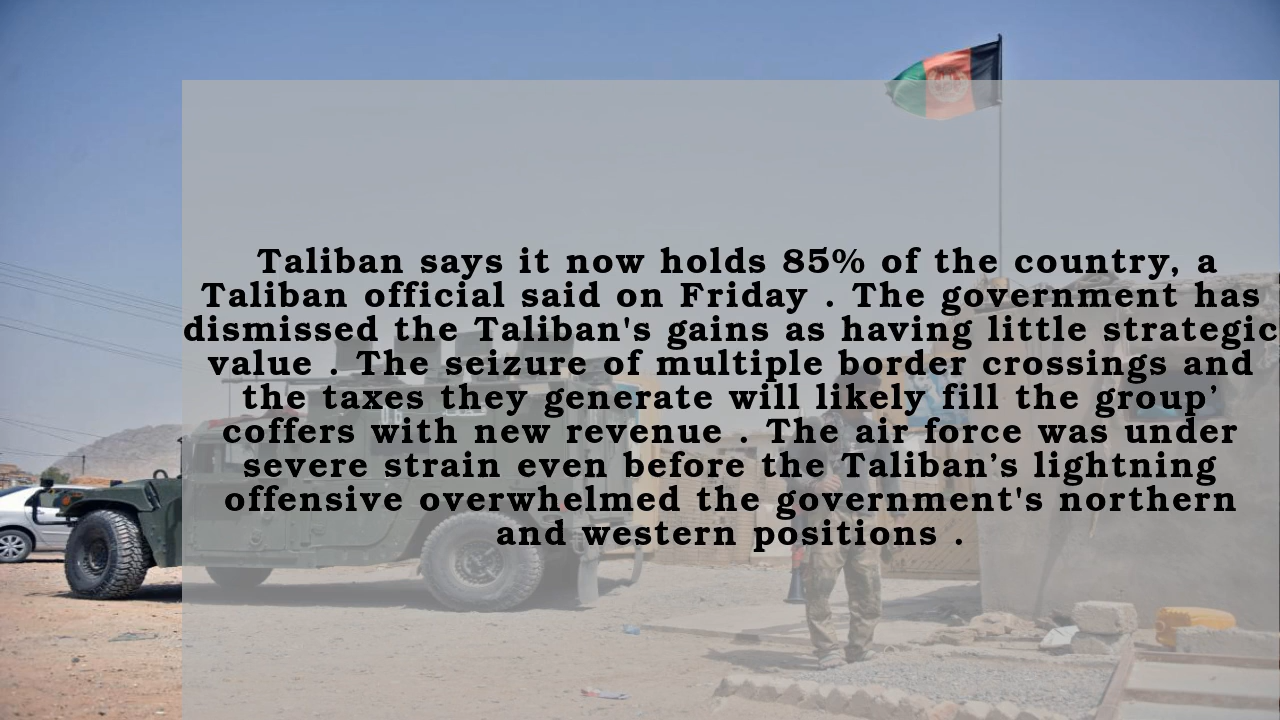 Taliban says it now holds 85% of the country, a
Taliban official said on Friday . The government has
dismissed the Taliban's gains as having little strategic
value . The seizure of multiple border crossings and
the taxes they generate will likely fill the group’
coffers with new revenue . The air force was under
severe strain even before the Taliban’s lightning
offensive overwhelmed the government's northern
and western positions .